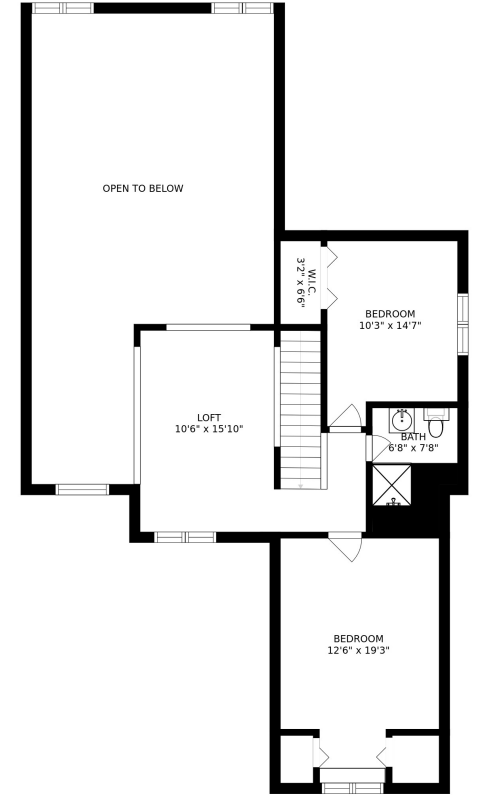 OPEN TO BELOW
W.I.C.
3'2" x 6'6"
BEDROOM
10'3" x 14'7"
LOFT
10'6" x 15'10"
BATH
6'8" x 7'8"
BEDROOM
12'6" x 19'3"